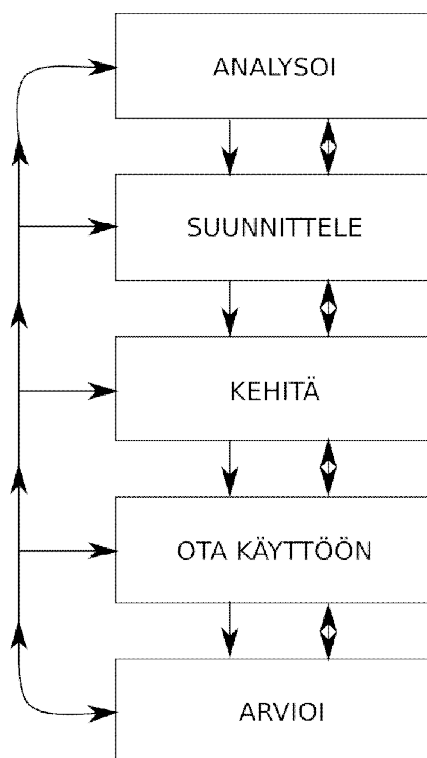 ANALYSOI
SUUNNITTELE
KEHITÄ
OTA KÄYTTÖÖN
ARVIOI